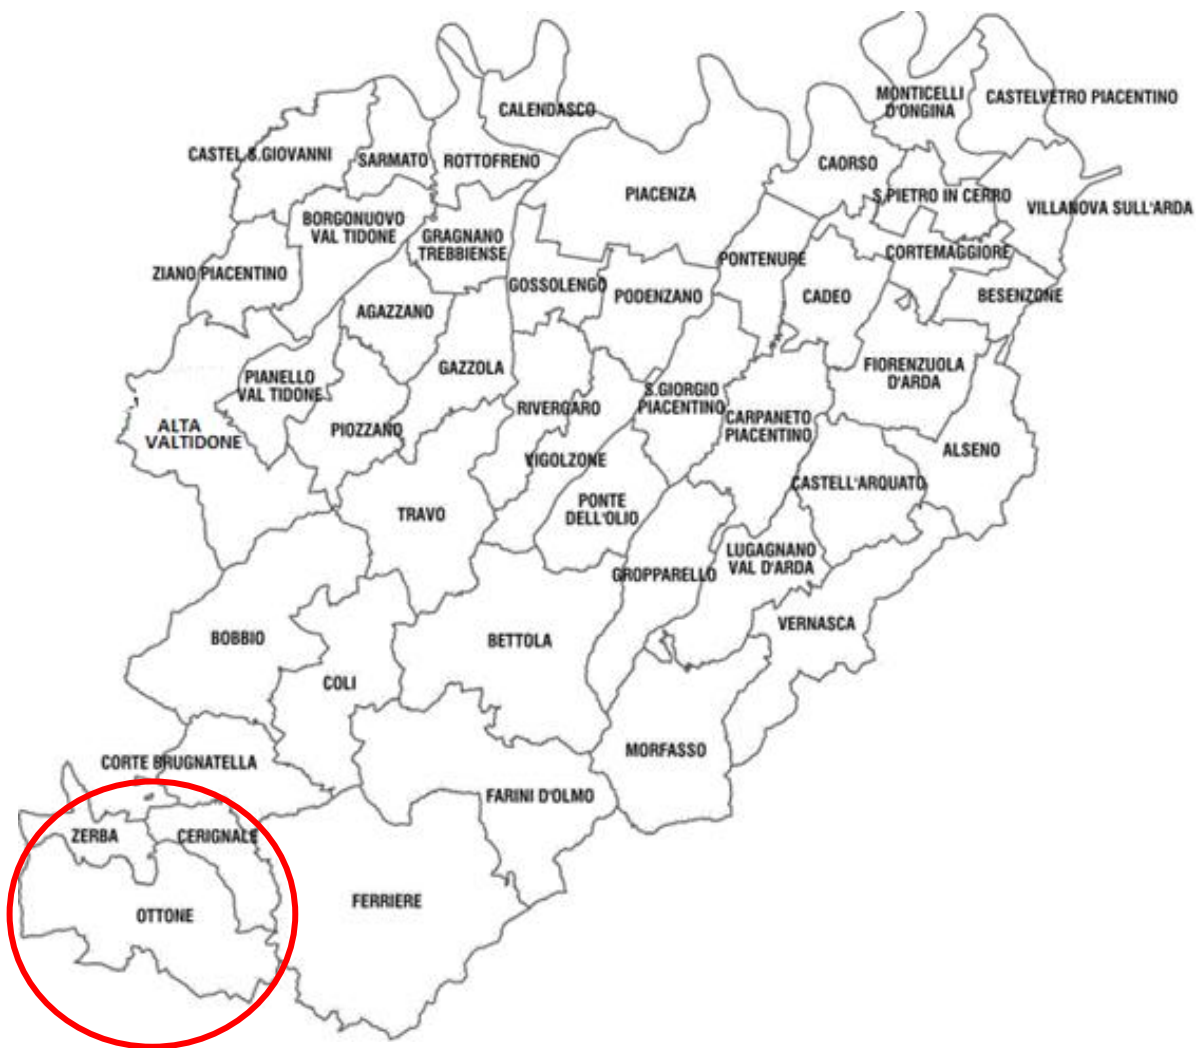 MONTICELLI
D'ONGINA
CASTELVETRO PIACENTINO
CALENDASCO
CASTEL S.GIOVANNI
SARMATO
ROTTOFRENO
CAORSO
PIACENZA
S.PIETRO IN CERRO
VILLANOVA SULL'ARDA
BORGONUOVO
VAL TIDONE
GRAGNANO
TREBBIENSE
CORTEMAGGIORE
PONTENURE
ZIANO PIACENTINO
GOSSOLENGO
PODENZANO
CADEO
BESENZONE
AGAZZANO
GAZZOLA
FIORENZUOLA
D'ARDA
PIANELLO
VAL TIDONE
S.GIORGIO
PIACENTINO
RIVERGARO
CARPANETO
PIACENTINO
ALTA
VALTIDONE
PIOZZANO
ALSENO
VIGOLZONE
CASTELL'ARQUATO
TRAVO
PONTE
DELL'OLIO
LUGAGNANO
VAL D'ARDA
GROPPARELLO
VERNASCA
BOBBIO
BETTOLA
COLI
MORFASSO
CORTE BRUGNATELLA
FARINI D'OLMO
ZERBA
CERIGNALE
FERRIERE
OTTONE